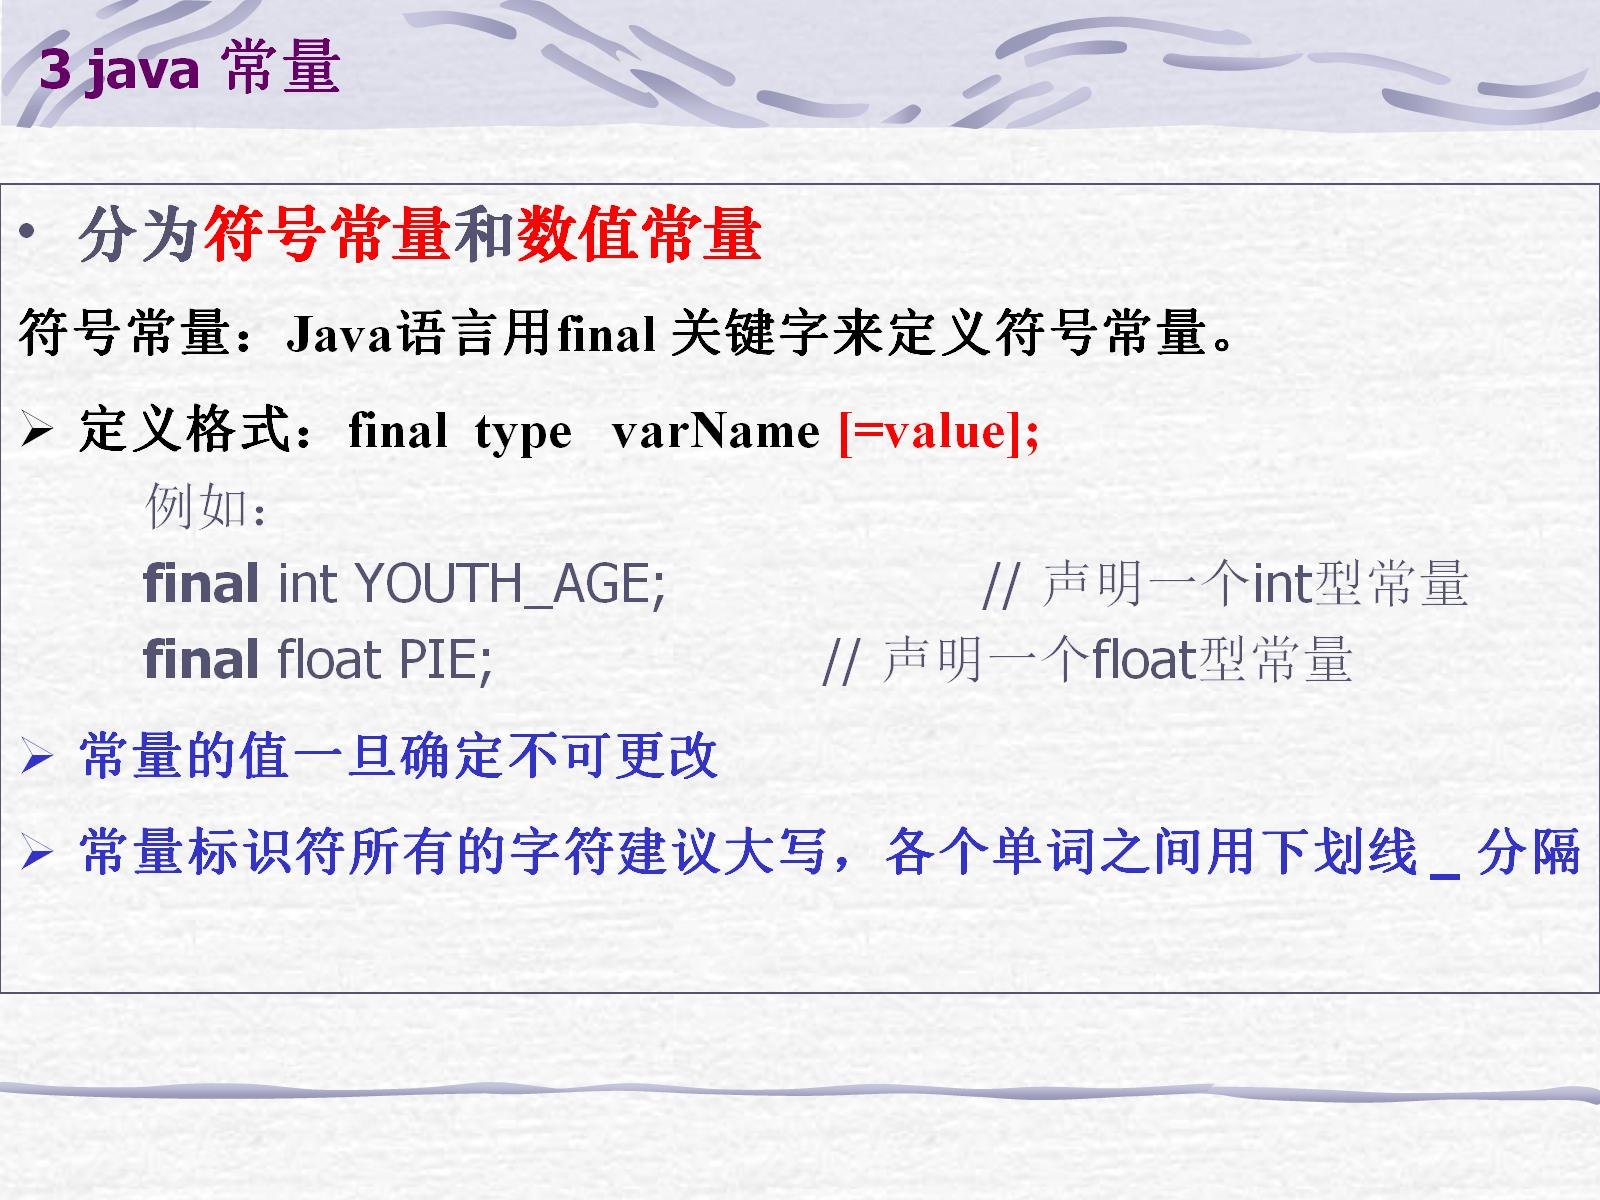 3 java 常量
• 分为符号常量和数值常量
符号常量：Java语言用final 关键字来定义符号常量。
➢ 定义格式：final type varName [=value];
例如：
final int YOUTH_AGE; // 声明一个int型常量
final float PIE; // 声明一个float型常量
➢ 常量的值一旦确定不可更改
➢ 常量标识符所有的字符建议大写，各个单词之间用下划线 _ 分隔